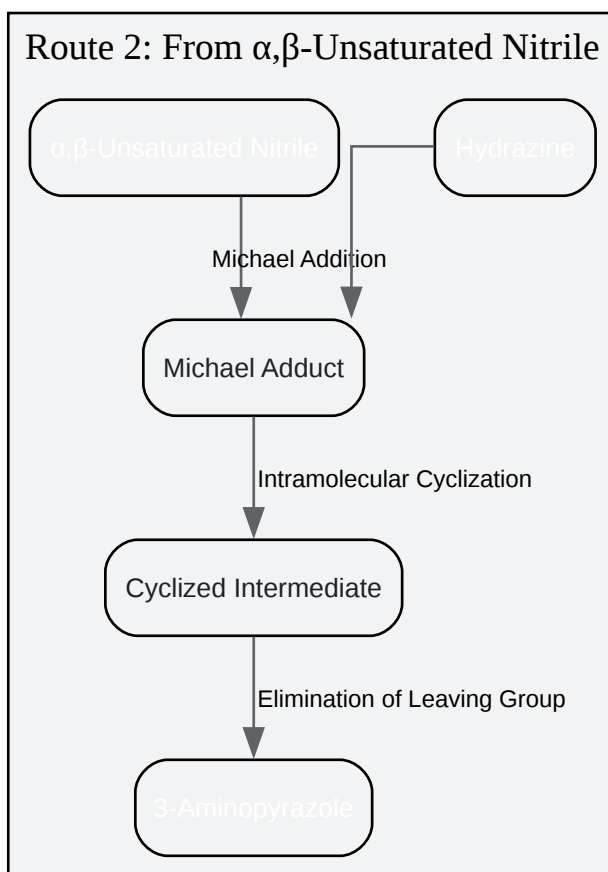 Route 2: From α,β-Unsaturated Nitrile
α,β-Unsaturated Nitrile
Hydrazine
Michael Addition
Michael Adduct
Intramolecular Cyclization
Cyclized Intermediate
Elimination of Leaving Group
3-Aminopyrazole